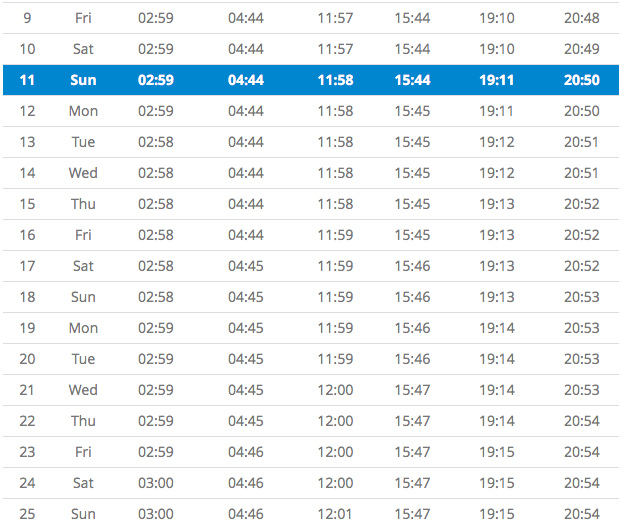 9 Fri 02:59 04:44 11:57 15:44 19:10 20:48
10 Sat 02:59 04:44 11:57 15:44 19:10 20:49
11 Sun 02:59 04:44 11:58 15:44 19:11 20:50
12 Mon 02:59 04:44 11:58 15:45 19:11 20:50
13 Tue 02:58 04:44 11:58 15:45 19:12 20:51
14 Wed 02:58 04:44 11:58 15:45 19:12 20:51
15 Thu 02:58 04:44 11:58 15:45 19:13 20:52
16 Fri 02:58 04:44 11:59 15:45 19:13 20:52
17 Sat 02:58 04:45 11:59 15:46 19:13 20:52
18 Sun 02:58 04:45 11:59 15:46 19:13 20:53
19 Mon 02:59 04:45 11:59 15:46 19:14 20:53
20 Tue 02:59 04:45 11:59 15:46 19:14 20:53
21 Wed 02:59 04:45 12:00 15:47 19:14 20:53
22 Thu 02:59 04:45 12:00 15:47 19:14 20:54
23 Fri 02:59 04:46 12:00 15:47 19:15 20:54
24 Sat 03:00 04:46 12:00 15:47 19:15 20:54
25 Sun 03:00 04:46 12:01 15:47 19:15 20:54